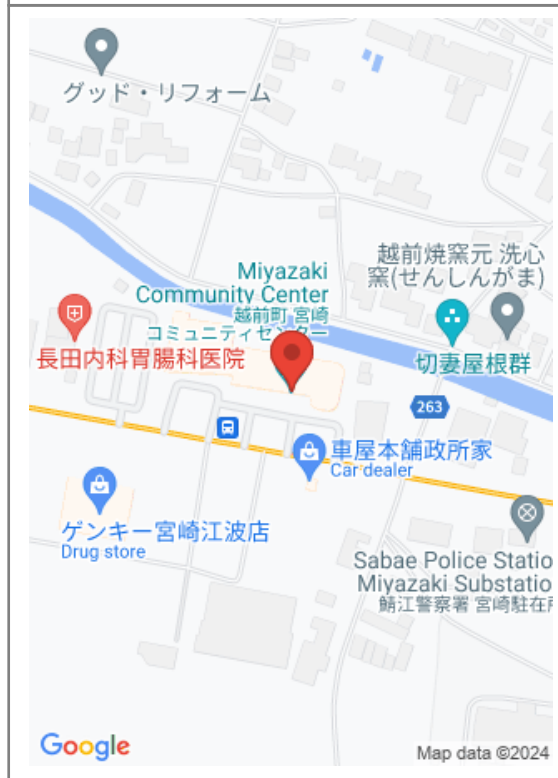 グッド・リフォーム
越前焼窯元 洗心
窯(せんしんがま)
Miyazaki
Community Center
越前町 宮崎
コミュニティセンター
長田内科胃腸科医院
切妻屋根群
263
車屋本舗政所家
Car dealer
ゲンキー宮崎江波店
Drug store
Sabae Police Statio
Miyazaki Substatio
鯖江警察署 宮崎駐在所
Google
Map data ©2024